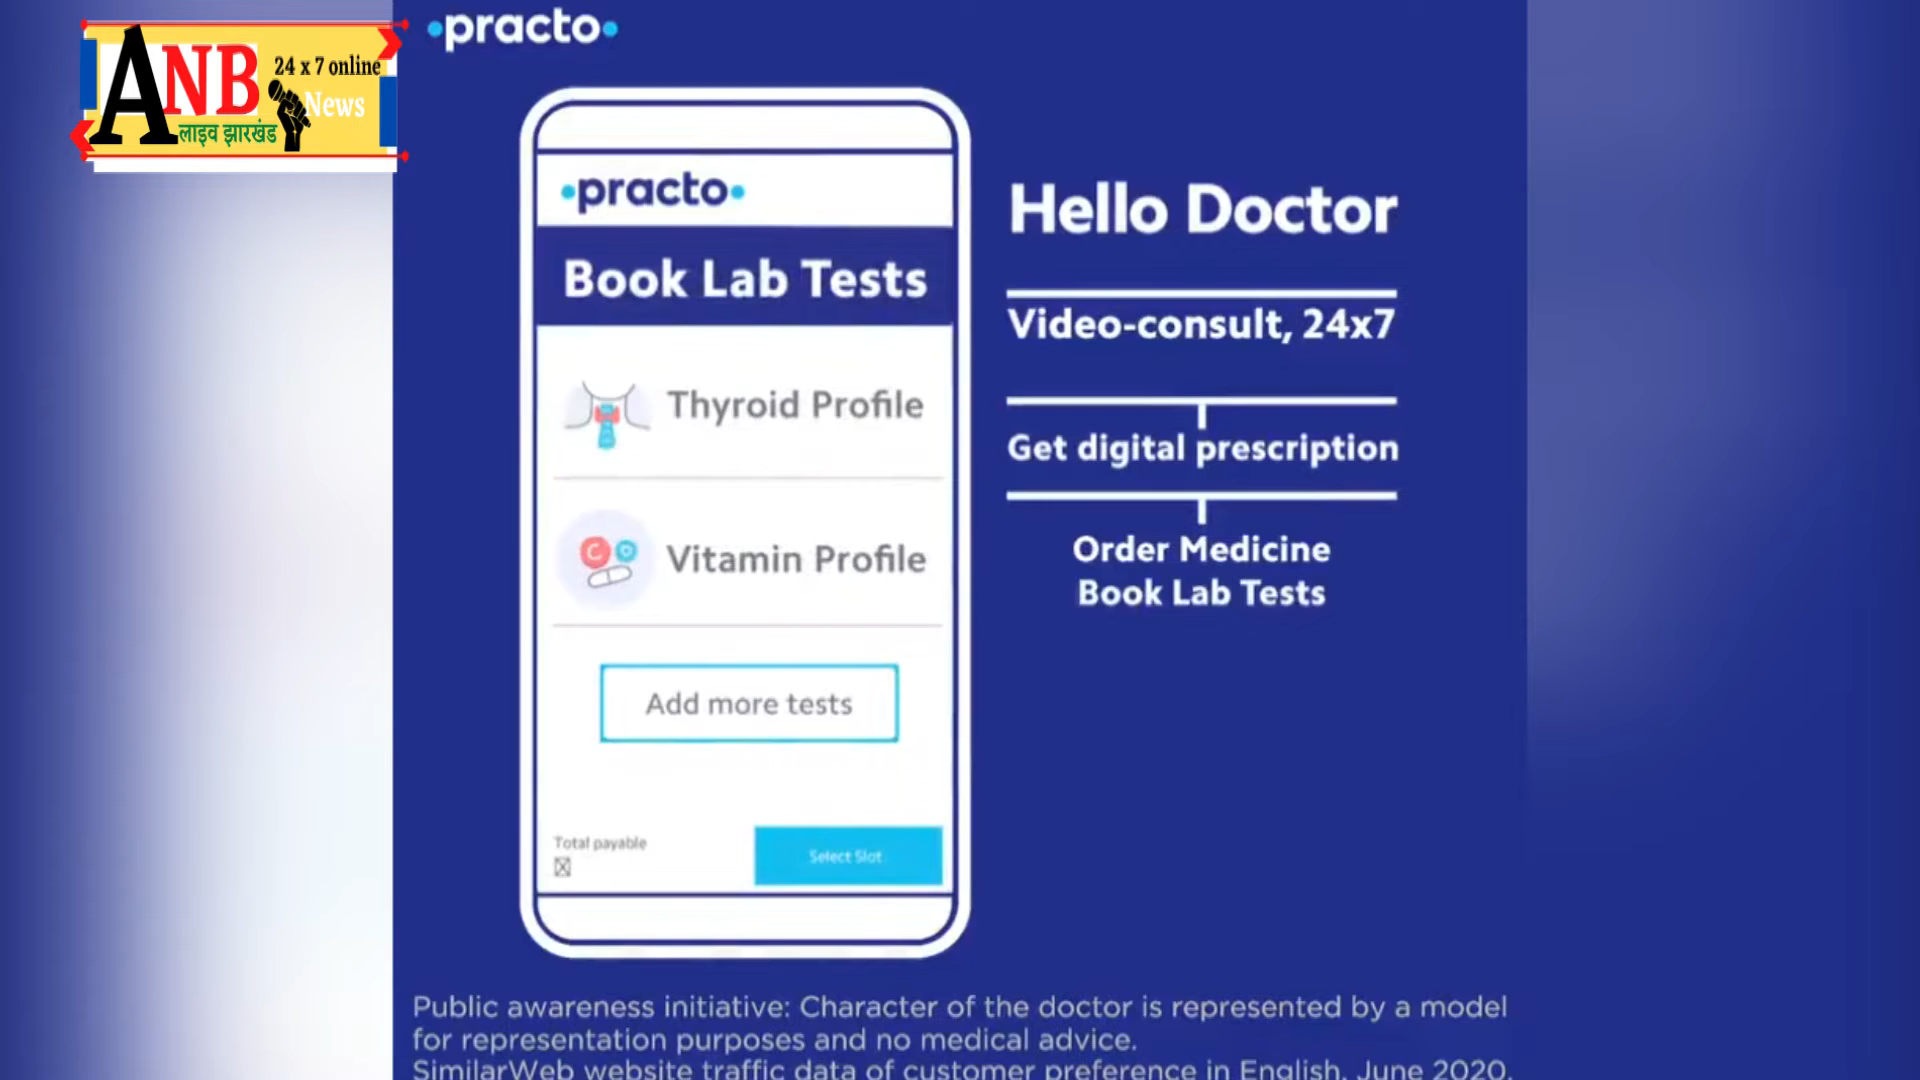 ANB
24 x 7 online
News
लाइव झारखंड
practo
practo
Book Lab Tests
Thyroid Profile
Vitamin Profile
Add more tests
Total payable
Select Slot
Hello Doctor
Video-consult, 24x7
Get digital prescription
Order Medicine
Book Lab Tests
Public awareness initiative: Character of the doctor is represented by a model
for representation purposes and no medical advice.
SimilarWeb website traffic data of customer preference in English, June 2020.